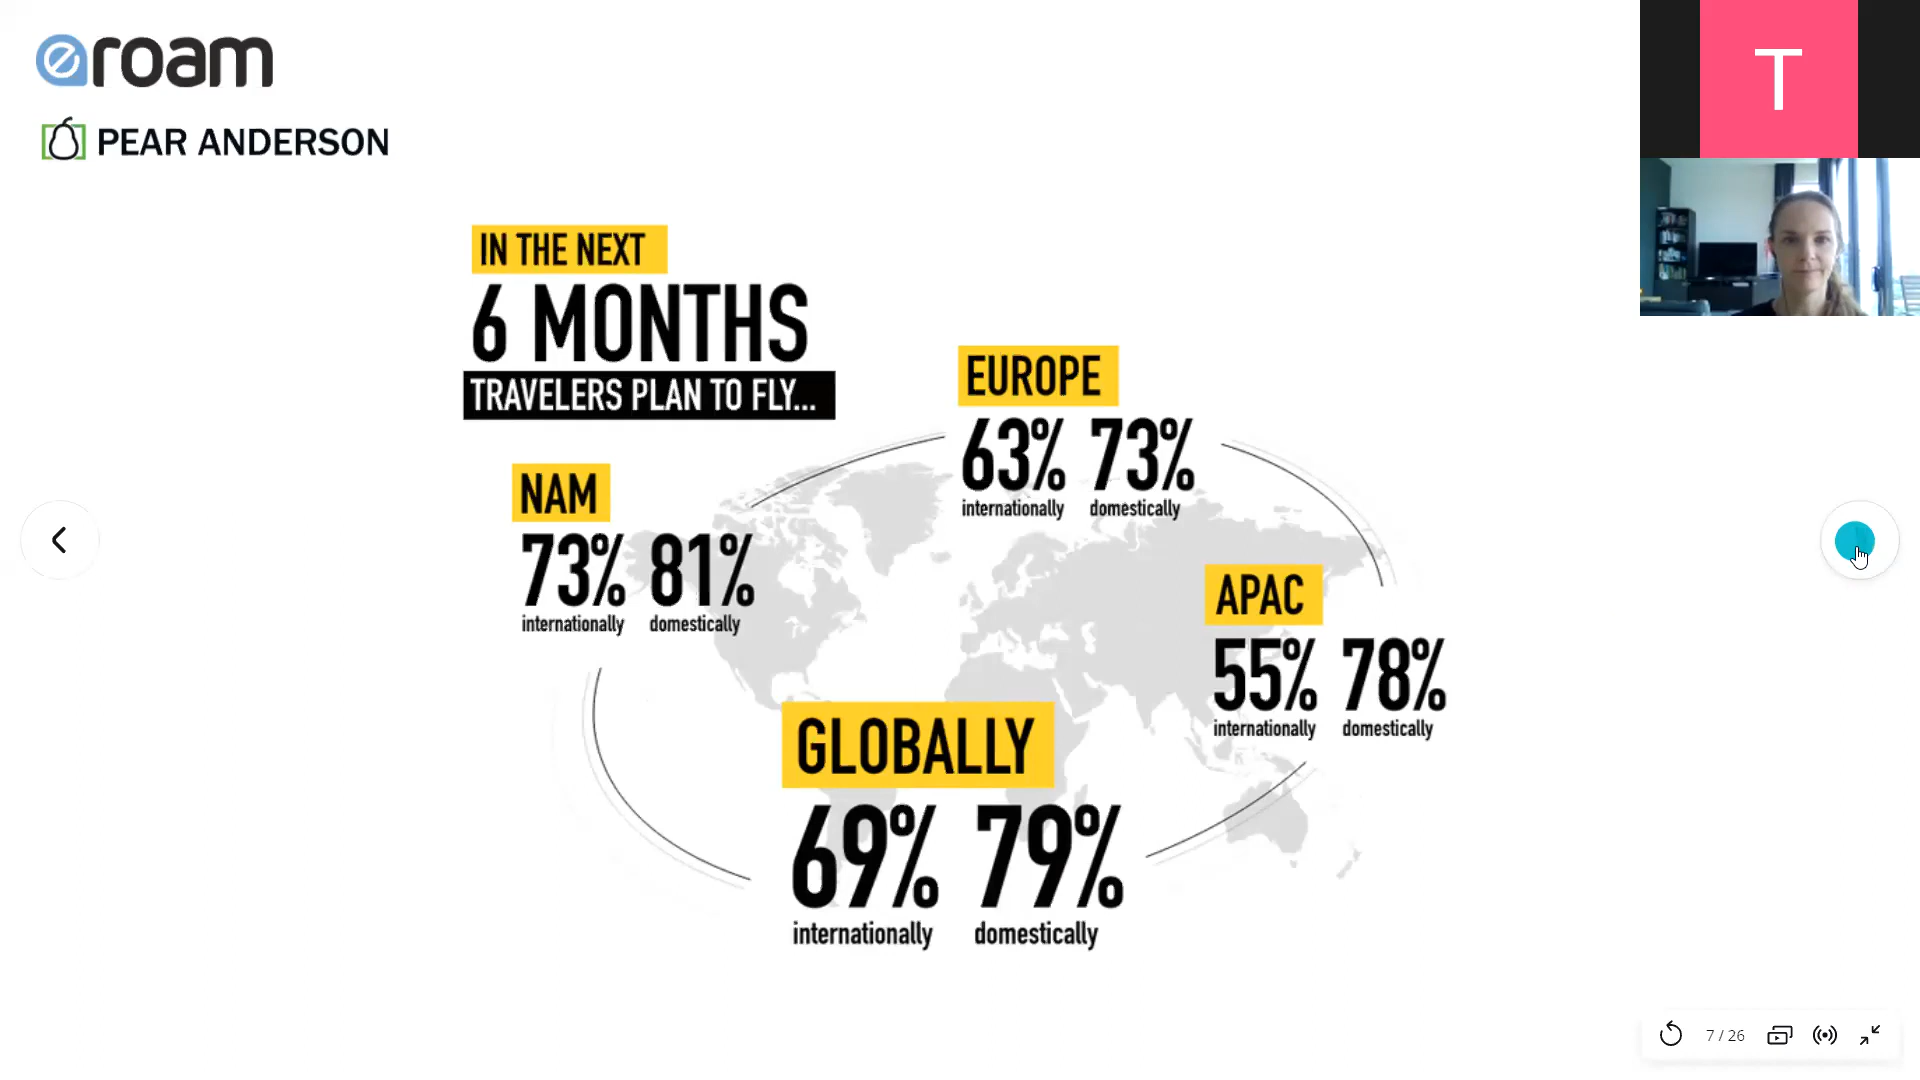 eroam
PEAR ANDERSON
T
IN THE NEXT
6 MONTHS
TRAVELERS PLAN TO FLY...
EUROPE
63% 73%
internationally domestically
NAM
73% 81%
internationally domestically
APAC
55% 78%
internationally domestically
GLOBALLY
69% 79%
internationally domestically
7 / 26